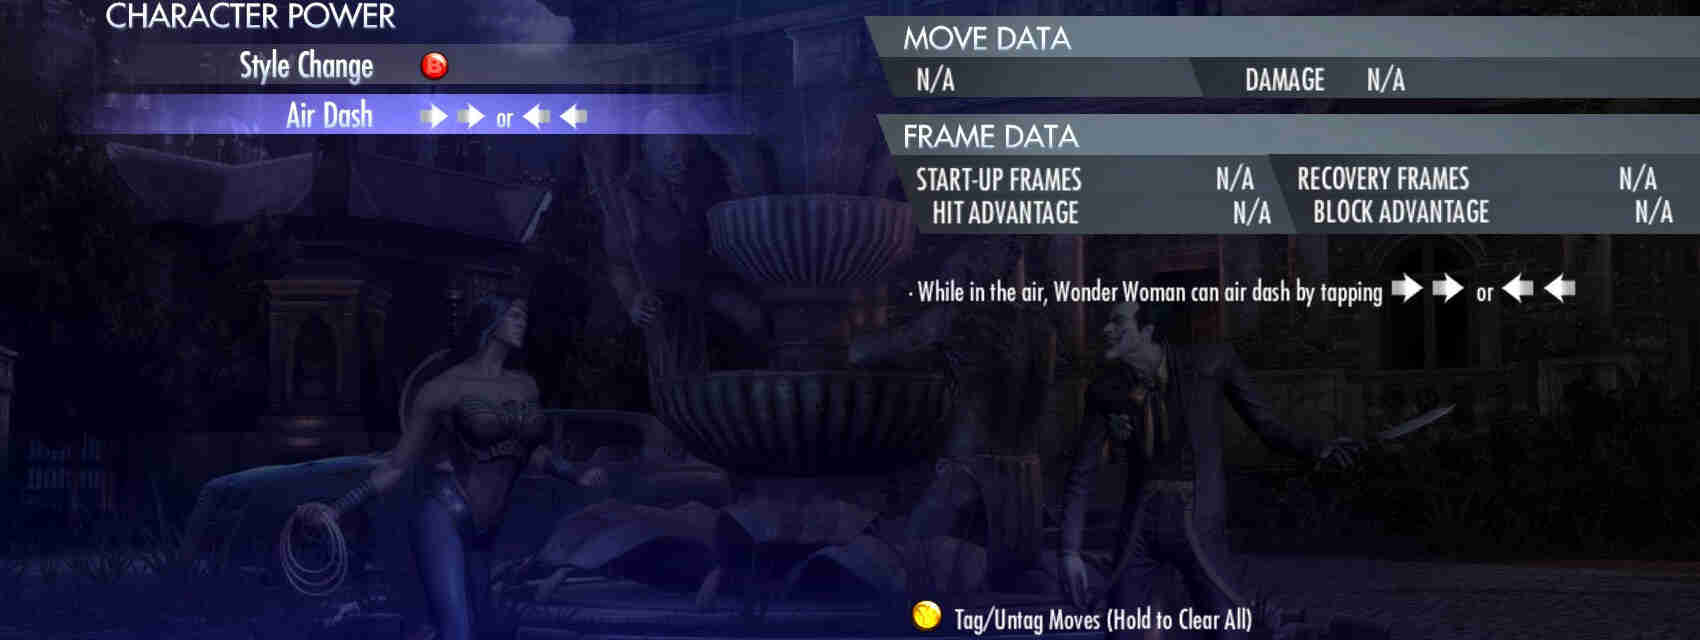 CHARACTER POWER
Style Change B
Air Dash or
MOVE DATA
N/A DAMAGE N/A
FRAME DATA
START-UP FRAMES N/A RECOVERY FRAMES N/A
HIT ADVANTAGE N/A BLOCK ADVANTAGE N/A
· While in the air, Wonder Woman can air dash by tapping or
Y Tag/Untag Moves (Hold to Clear All)